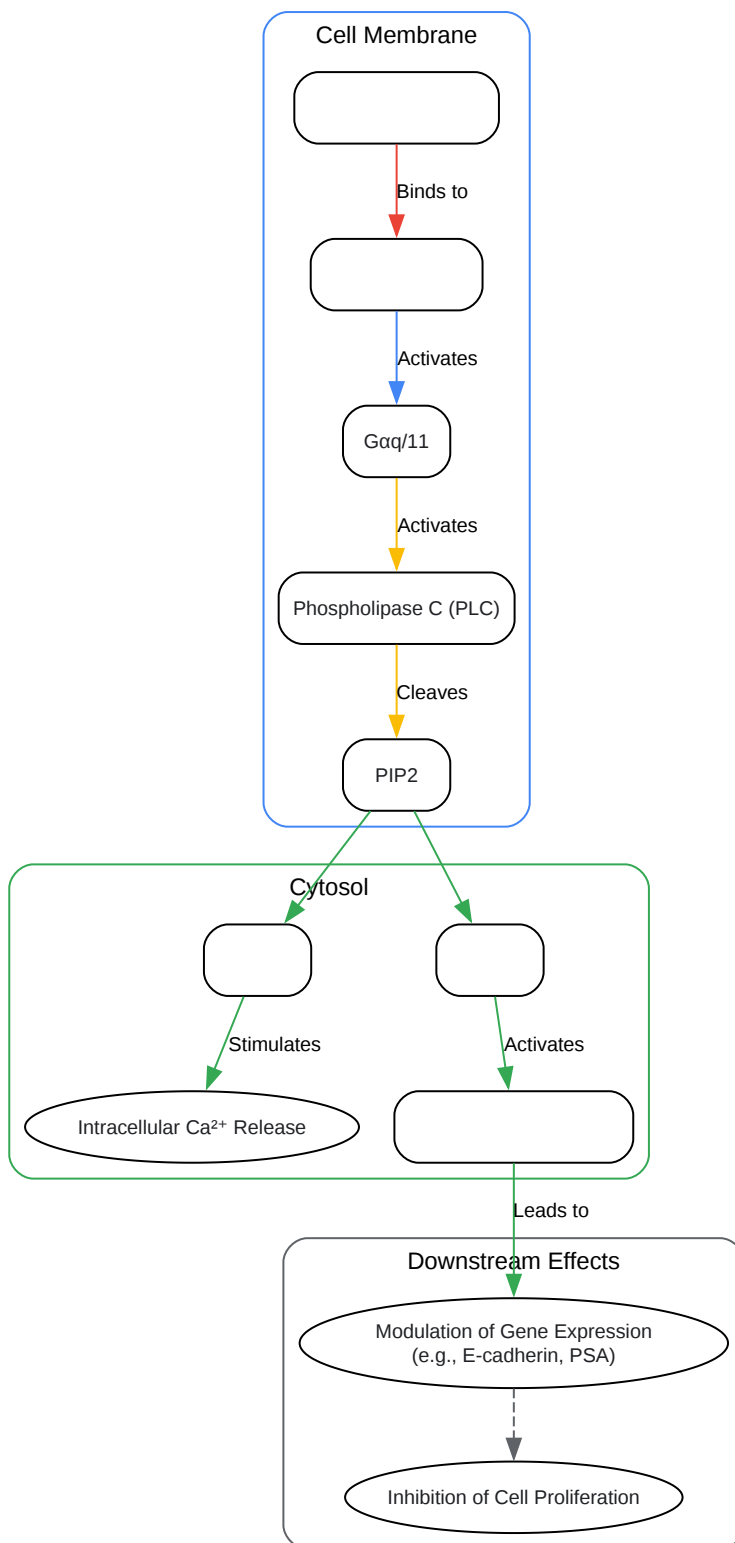 Cell Membrane
Binds to
Activates
Gαq/11
Activates
Phospholipase C (PLC)
Cleaves
PIP2
Cytosol
Stimulates
Activates
Intracellular Ca²⁺ Release
Leads to
Downstream Effects
Modulation of Gene Expression
(e.g., E-cadherin, PSA)
Inhibition of Cell Proliferation